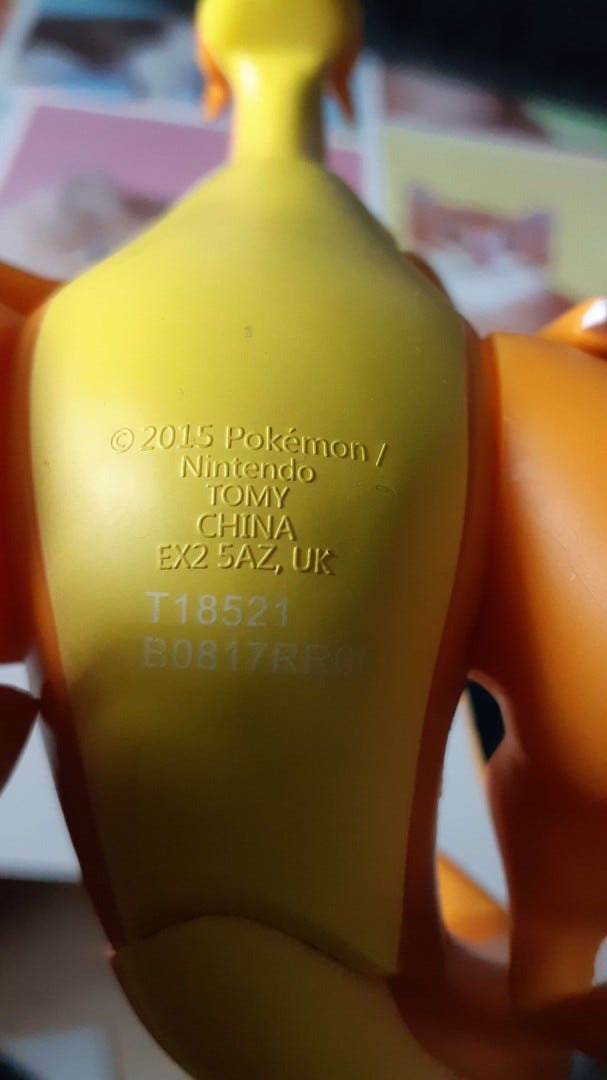 © 2015 Pokémon /
Nintendo
TOMY
CHINA
EX2 5AZ, UK
T18521